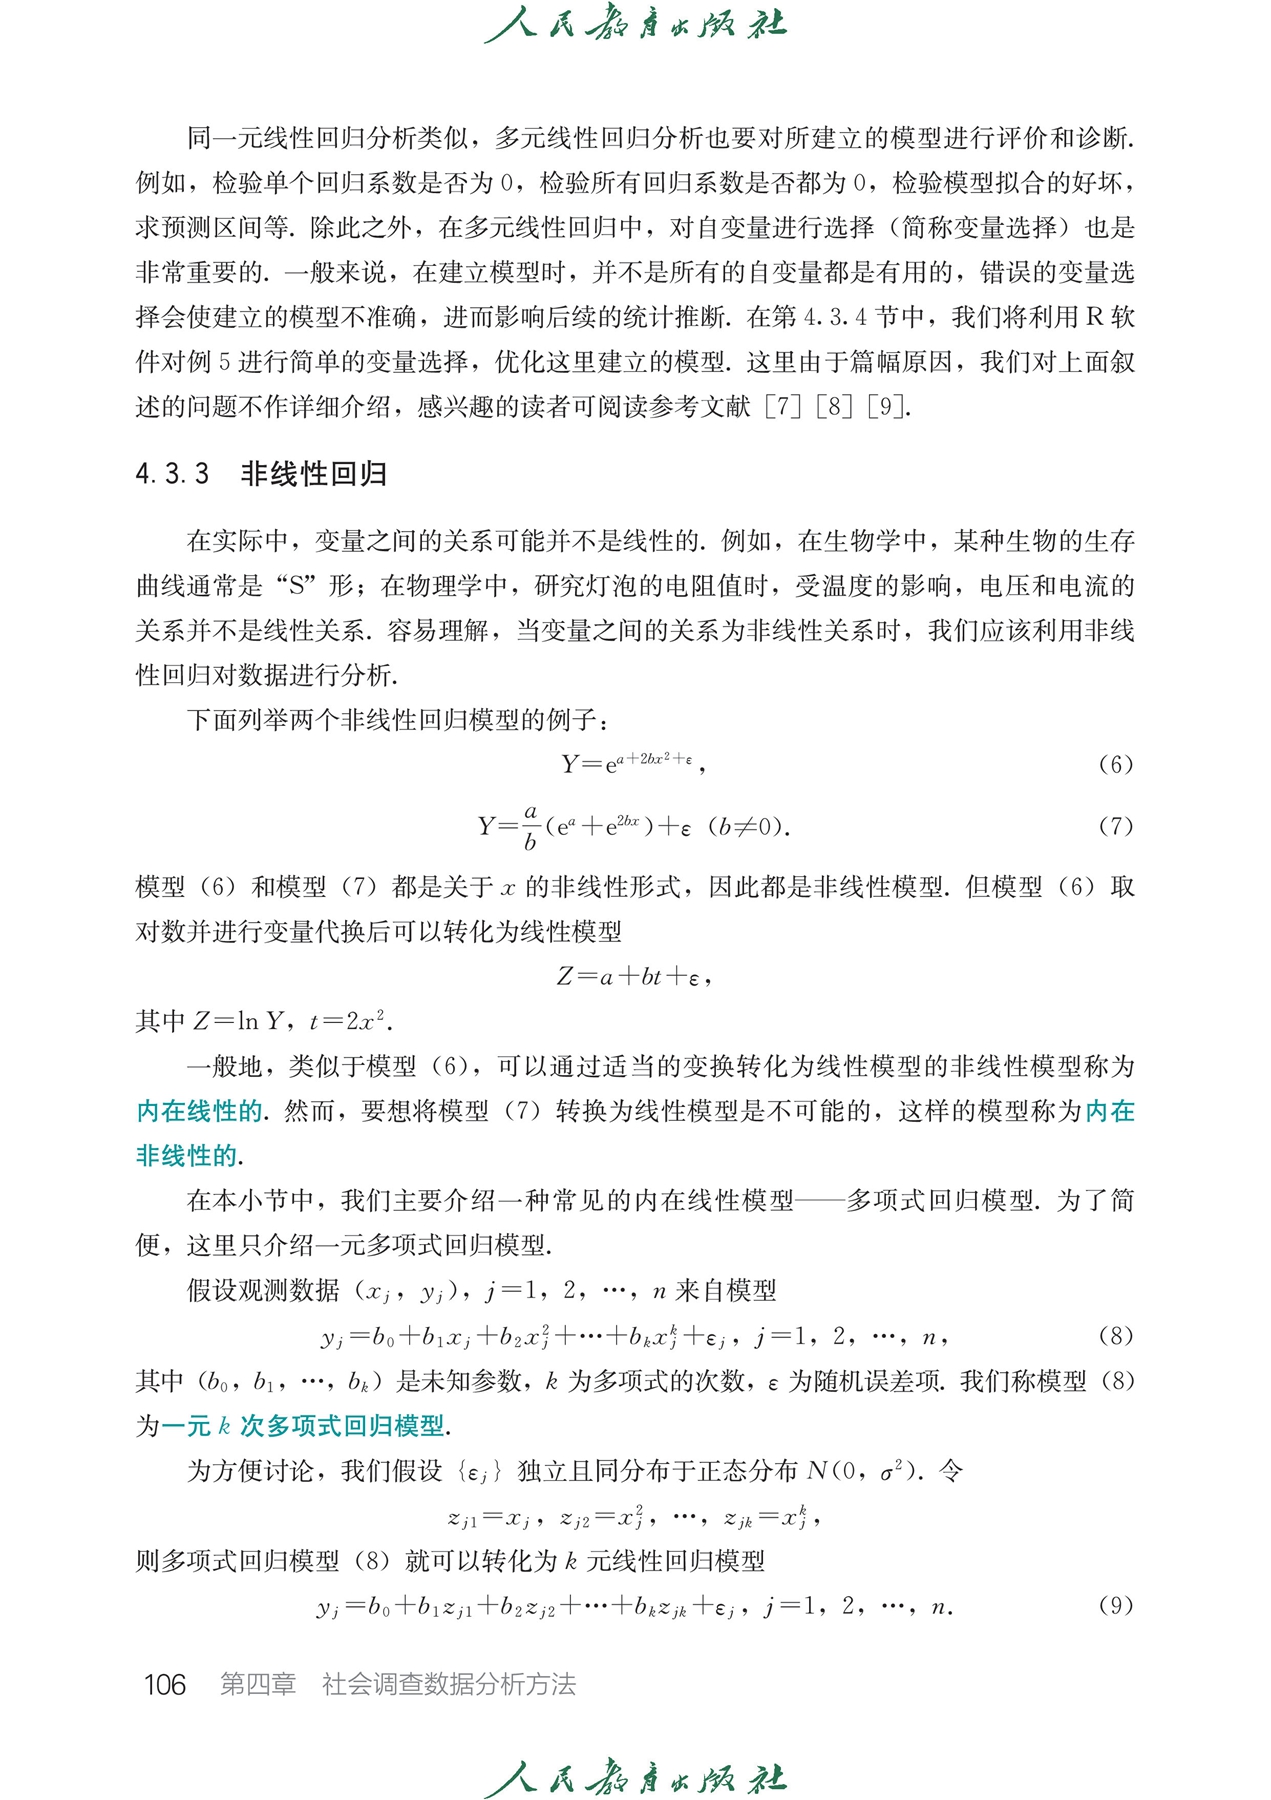 人民教育出版社
同一元线性回归分析类似，多元线性回归分析也要对所建立的模型进行评价和诊断.
例如，检验单个回归系数是否为 0，检验所有回归系数是否都为 0，检验模型拟合的好坏，
求预测区间等. 除此之外，在多元线性回归中，对自变量进行选择（简称变量选择）也是
非常重要的. 一般来说，在建立模型时，并不是所有的自变量都是有用的，错误的变量选
择会使建立的模型不准确，进而影响后续的统计推断. 在第 4.3.4 节中，我们将利用 R 软
件对例 5 进行简单的变量选择，优化这里建立的模型. 这里由于篇幅原因，我们对上面叙
述的问题不作详细介绍，感兴趣的读者可阅读参考文献［7］［8］［9］.
4.3.3 非线性回归
在实际中，变量之间的关系可能并不是线性的. 例如，在生物学中，某种生物的生存
曲线通常是“S”形；在物理学中，研究灯泡的电阻值时，受温度的影响，电压和电流的
关系并不是线性关系. 容易理解，当变量之间的关系为非线性关系时，我们应该利用非线
性回归对数据进行分析.
下面列举两个非线性回归模型的例子：
$Y=\mathrm{e}^{a+2bx^2+\varepsilon}$， （6）
$Y=\frac{a}{b}(\mathrm{e}^a+\mathrm{e}^{2bx})+\varepsilon$（$b\neq 0$）. （7）
模型（6）和模型（7）都是关于 x 的非线性形式，因此都是非线性模型. 但模型（6）取
对数并进行变量代换后可以转化为线性模型
$Z=a+bt+\varepsilon$，
其中 $Z=\ln Y$，$t=2x^2$.
一般地，类似于模型（6），可以通过适当的变换转化为线性模型的非线性模型称为
内在线性的. 然而，要想将模型（7）转换为线性模型是不可能的，这样的模型称为内在
非线性的.
在本小节中，我们主要介绍一种常见的内在线性模型——多项式回归模型. 为了简
便，这里只介绍一元多项式回归模型.
假设观测数据（$x_j$，$y_j$），$j=1$，2，…，n 来自模型
$y_j=b_0+b_1x_j+b_2x_j^2+\cdots+b_kx_j^k+\varepsilon_j$，$j=1$，2，…，n， （8）
其中（$b_0$，$b_1$，…，$b_k$）是未知参数，k 为多项式的次数，ε 为随机误差项. 我们称模型（8）
为一元 k 次多项式回归模型.
为方便讨论，我们假设｛$\varepsilon_j$｝独立且同分布于正态分布 $N(0，\sigma^2)$. 令
$z_{j1}=x_j$，$z_{j2}=x_j^2$，…，$z_{jk}=x_j^k$，
则多项式回归模型（8）就可以转化为 k 元线性回归模型
$y_j=b_0+b_1z_{j1}+b_2z_{j2}+\cdots+b_kz_{jk}+\varepsilon_j$，$j=1$，2，…，n. （9）
106 第四章 社会调查数据分析方法
人民教育出版社